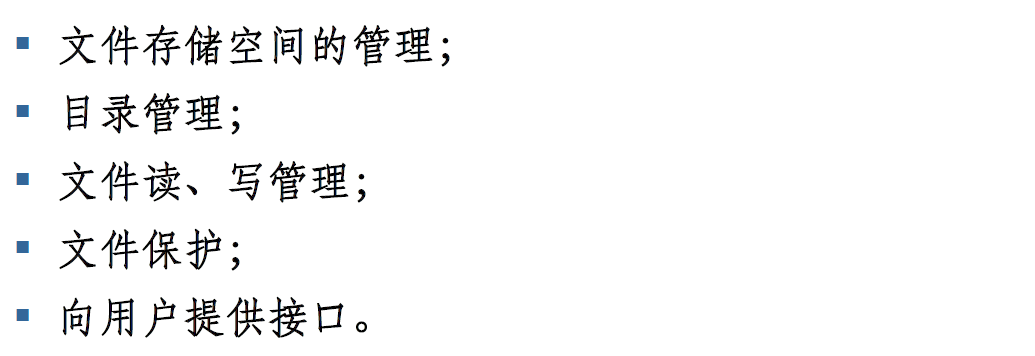 ▪ 文件存储空间的管理；
▪ 目录管理；
▪ 文件读、写管理；
▪ 文件保护；
▪ 向用户提供接口。